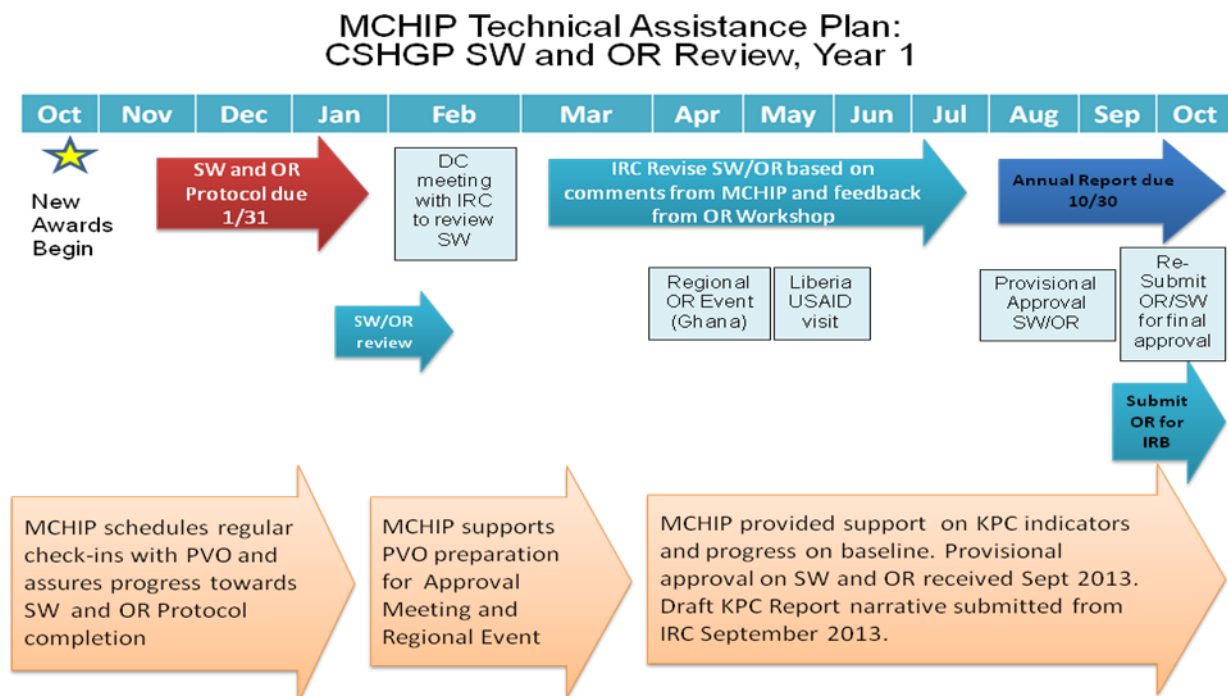 MCHIP Technical Assistance Plan:
CSHGP SW and OR Review, Year 1
Oct Nov Dec Jan Feb Mar Apr May Jun Jul Aug Sep Oct
New
Awards
Begin
SW and OR
Protocol due
1/31
DC
meeting
with IRC
to review
SW
IRC Revise SW/OR based on
comments from MCHIP and feedback
from OR Workshop
Annual Report due
10/30
SW/OR
review
Regional
OR Event
(Ghana)
Liberia
USAID
visit
Provisional
Approval
SW/OR
Re-
Submit
OR/SW
for final
approval
Submit
OR for
IRB
MCHIP schedules regular
check-ins with PVO and
assures progress towards
SW and OR Protocol
completion
MCHIP supports
PVO preparation
for Approval
Meeting and
Regional Event
MCHIP provided support on KPC indicators
and progress on baseline. Provisional
approval on SW and OR received Sept 2013.
Draft KPC Report narrative submitted from
IRC September 2013.